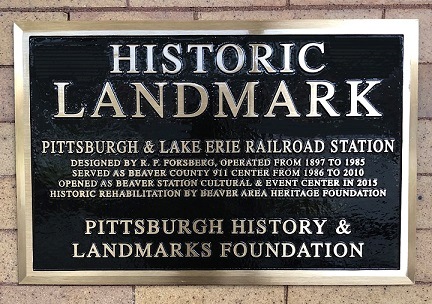 HISTORIC
LANDMARK
PITTSBURGH & LAKE ERIE RAILROAD STATION
DESIGNED BY R. F. FORSBERG, OPERATED FROM 1897 TO 1985
SERVED AS BEAVER COUNTY 911 CENTER FROM 1986 TO 2010
OPENED AS BEAVER STATION CULTURAL & EVENT CENTER IN 2015
HISTORIC REHABILITATION BY BEAVER AREA HERITAGE FOUNDATION
PITTSBURGH HISTORY &
LANDMARKS FOUNDATION